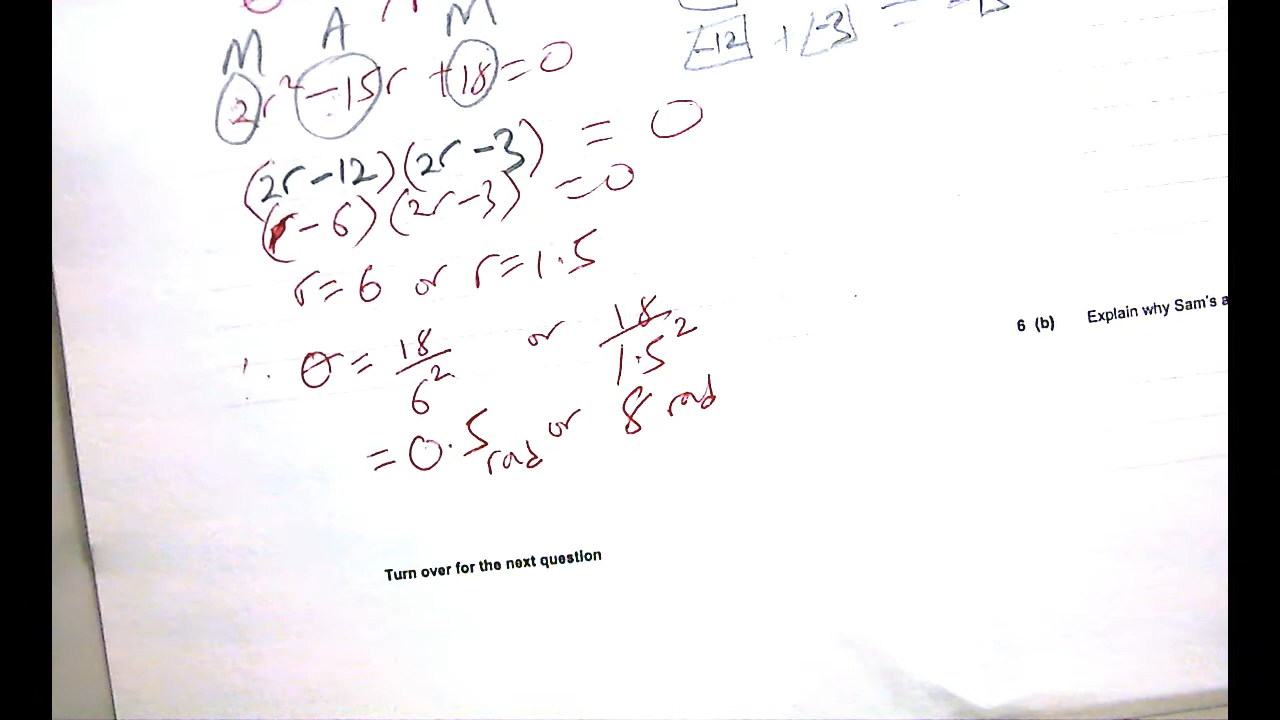 M A M
2r² -15r +18 = 0
-12 + -3 = -15
(2r-12)(2r-3) = 0
(r-6)(2r-3) = 0
r=6 or r=1.5
∴ θ = 18/6² or 18/1.5²
= 0.5 rad or 8 rad
6 (b) Explain why Sam's a
Turn over for the next question